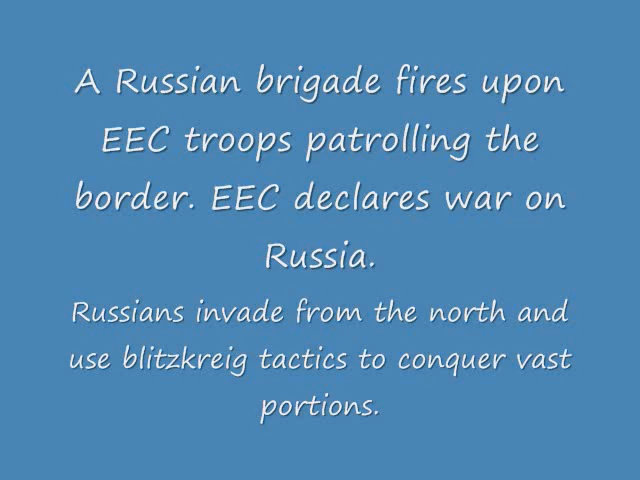 A Russian brigade fires upon
EEC troops patrolling the
border. EEC declares war on
Russia.
Russians invade from the north and
use blitzkreig tactics to conquer vast
portions.